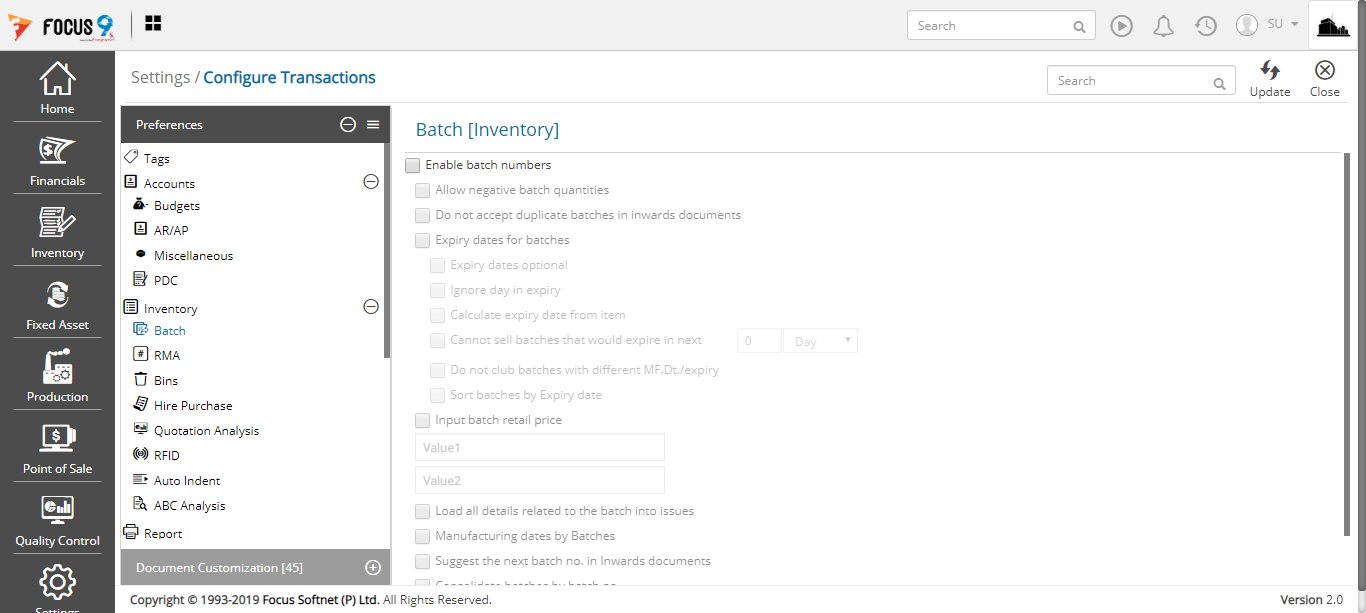 FOCUS 9
Search
SU
Home
Financials
Inventory
Fixed Asset
Production
Point of Sale
Quality Control
Settings
Settings / Configure Transactions
Search
Update
Close
Preferences
Tags
Accounts
Budgets
AR/AP
Miscellaneous
PDC
Inventory
Batch
RMA
Bins
Hire Purchase
Quotation Analysis
RFID
Auto Indent
ABC Analysis
Report
Document Customization [45]
Batch [Inventory]
Enable batch numbers
Allow negative batch quantities
Do not accept duplicate batches in inwards documents
Expiry dates for batches
Expiry dates optional
Ignore day in expiry
Calculate expiry date from item
Cannot sell batches that would expire in next 0 Day
Do not club batches with different MF.Dt./expiry
Sort batches by Expiry date
Input batch retail price
Value1
Value2
Load all details related to the batch into issues
Manufacturing dates by Batches
Suggest the next batch no. in Inwards documents
Consolidate batches by batch no
Copyright © 1993-2019 Focus Softnet (P) Ltd. All Rights Reserved.
Version 2.0